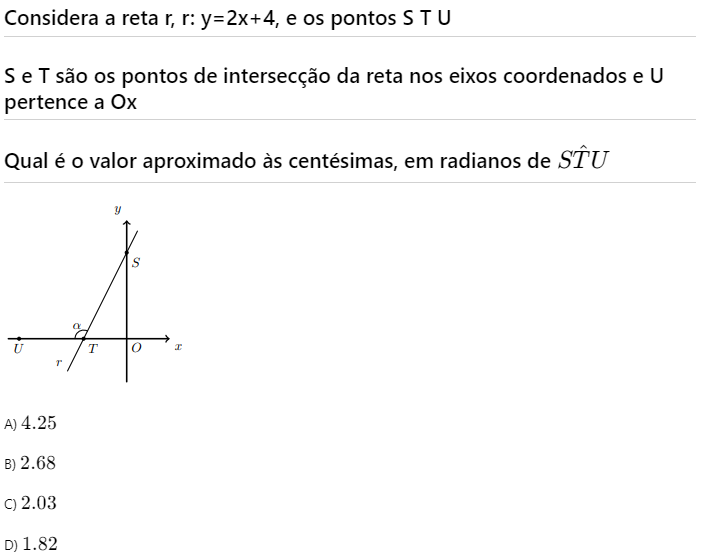 Considera a reta r, r: y=2x+4, e os pontos S T U
S e T são os pontos de intersecção da reta nos eixos coordenados e U
pertence a Ox
Qual é o valor aproximado às centésimas, em radianos de ST̂U
y
S
α
U
T
O
x
r
A) 4.25
B) 2.68
C) 2.03
D) 1.82